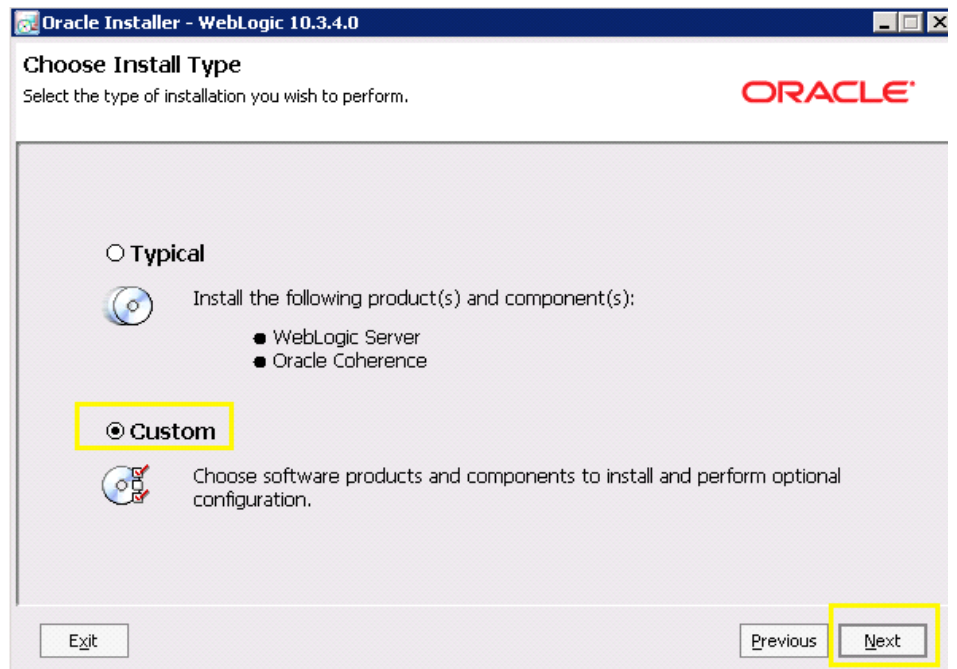 Oracle Installer - WebLogic 10.3.4.0
Choose Install Type
Select the type of installation you wish to perform.
ORACLE
Typical
Install the following product(s) and component(s):
● WebLogic Server
● Oracle Coherence
Custom
Choose software products and components to install and perform optional
configuration.
Exit
Previous
Next